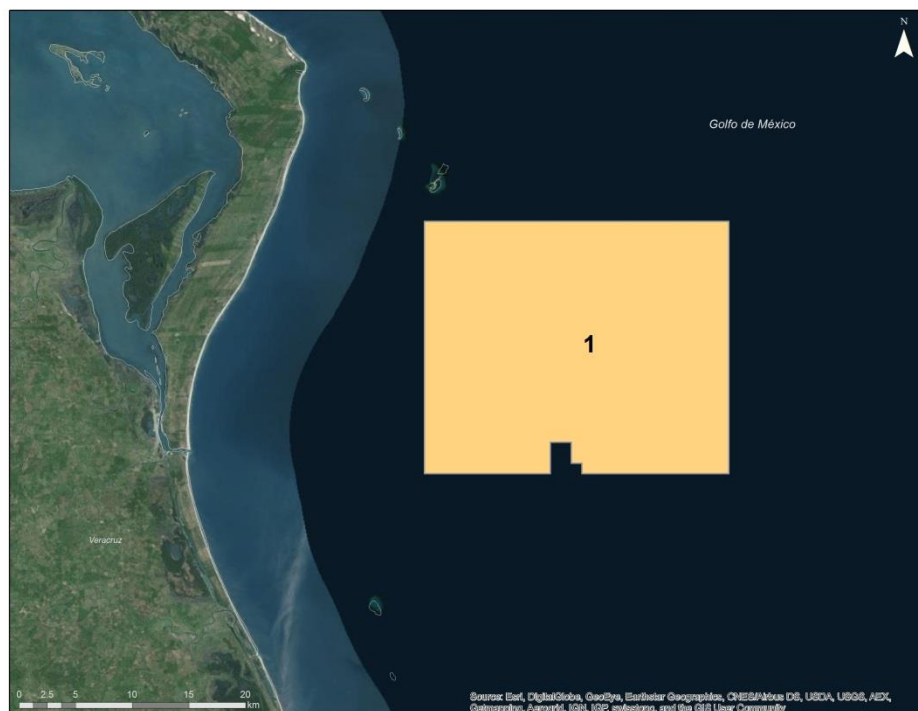 N
Golfo de México
1
Veracruz
0 2.5 5 10 15 20
km
Source: Esri, DigitalGlobe, GeoEye, Earthstar Geographics, CNES/Airbus DS, USDA, USGS, AEX,
Getmapping, Aerogrid, IGN, IGP, swisstopo, and the GIS User Community